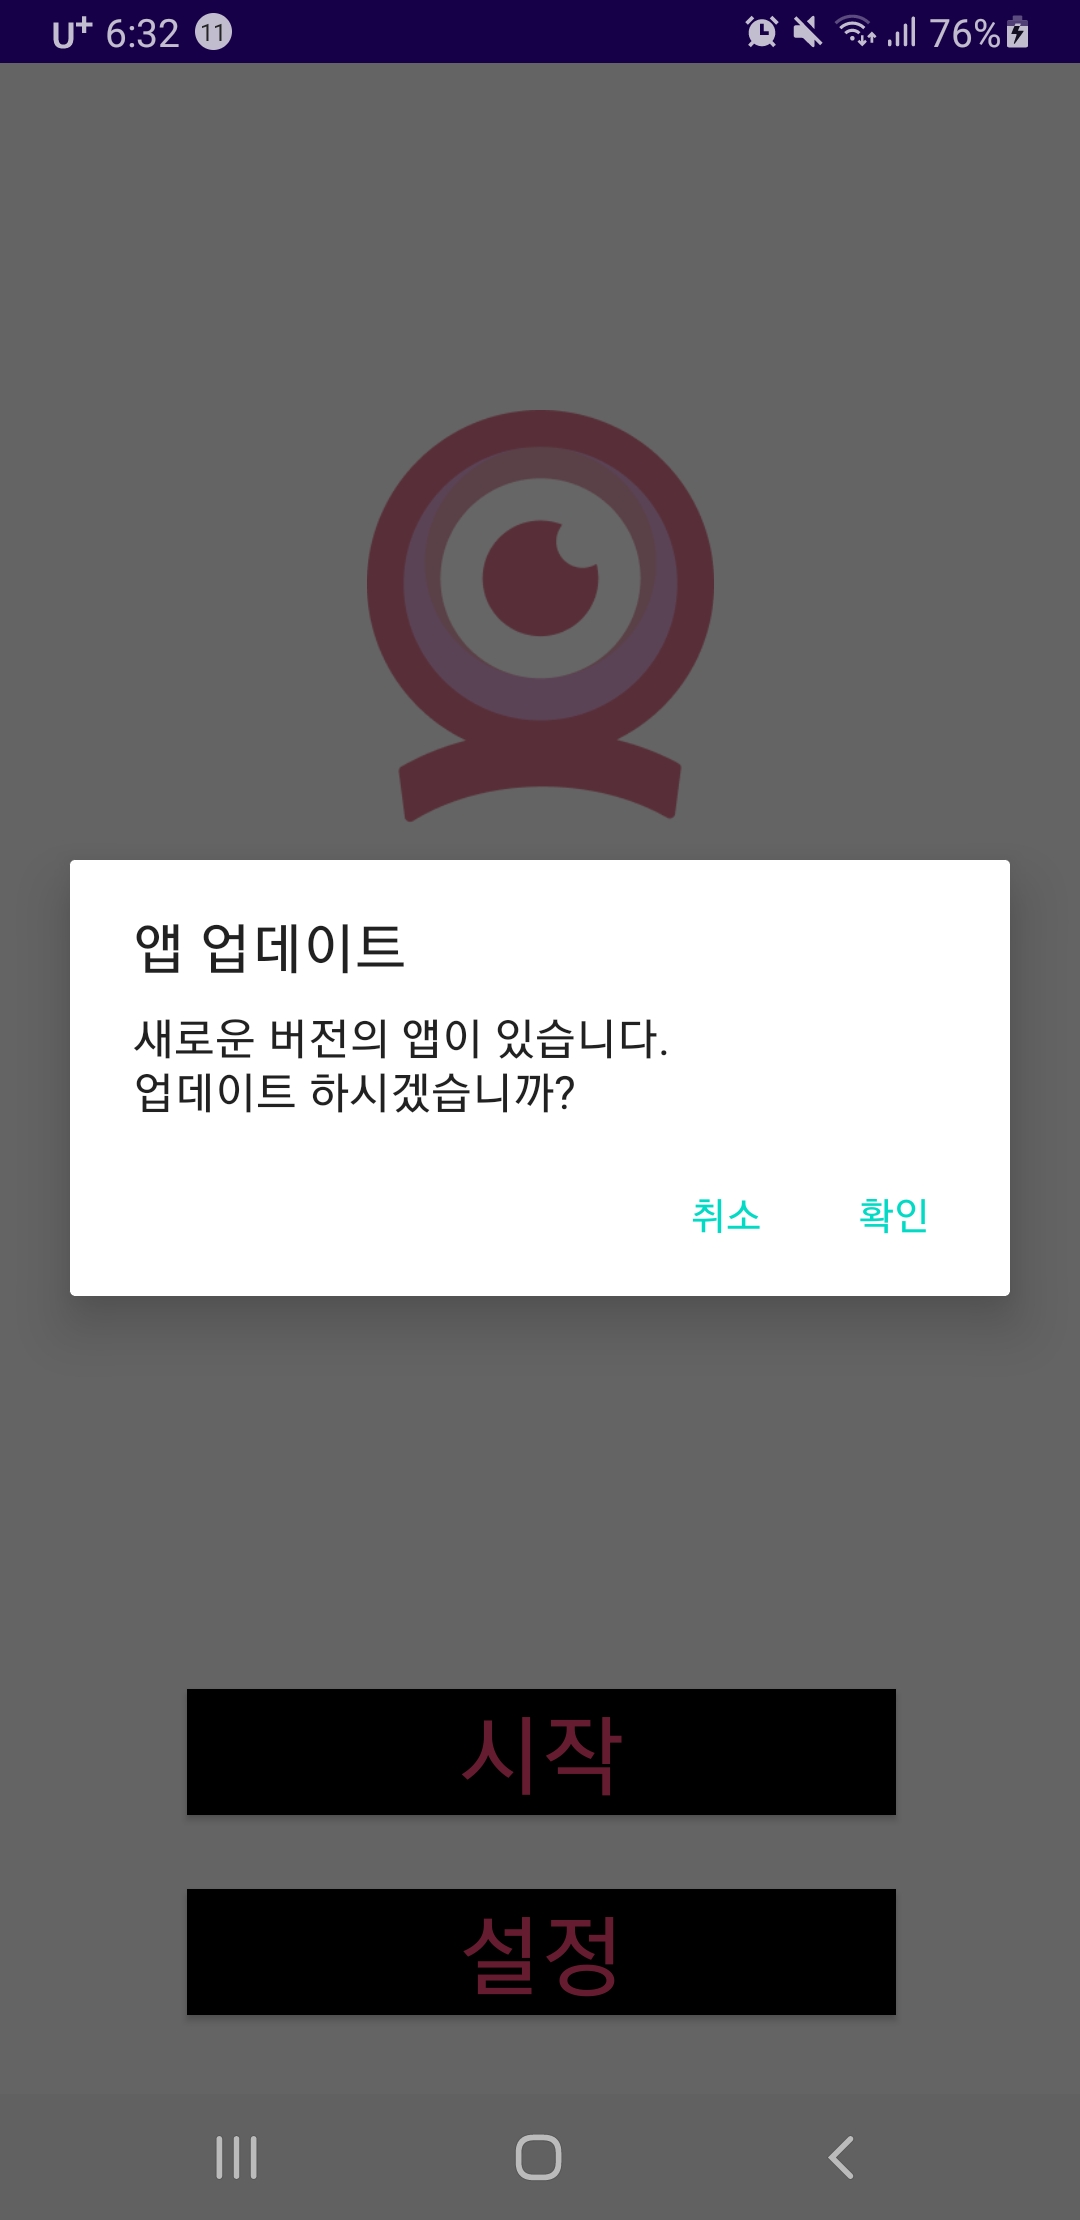 U+ 6:32 11 76%
앱 업데이트
새로운 버전의 앱이 있습니다.
업데이트 하시겠습니까?
취소 확인
시작
설정